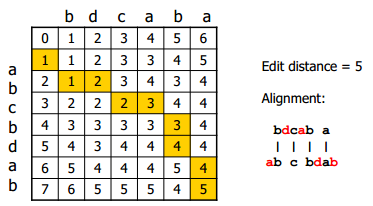 b d c a b a
0 1 2 3 4 5 6
a 1 1 2 3 3 4 5
b 2 1 2 3 4 3 4
c 3 2 2 2 3 4 4
b 4 3 3 3 3 3 4
d 5 4 3 4 4 4 4
a 6 5 4 4 4 5 4
b 7 6 5 5 5 4 5
Edit distance = 5
Alignment:
bdcab a
| | | |
ab c bdab